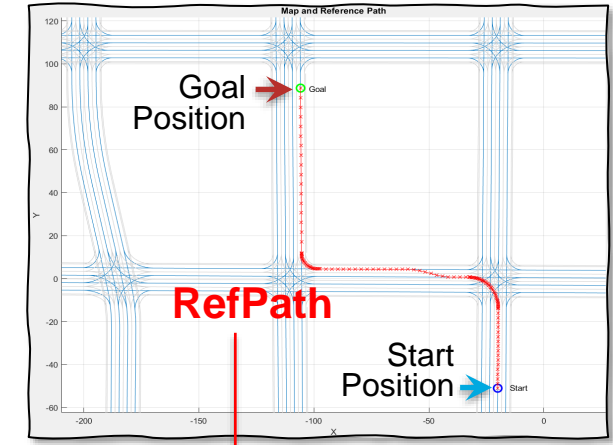 Map and Reference Path
120
100
80
60
40
20
0
-20
-40
-60
Y
Goal
Position
Goal
RefPath
Start
Position
Start
-200
-150
-100
-50
0
X